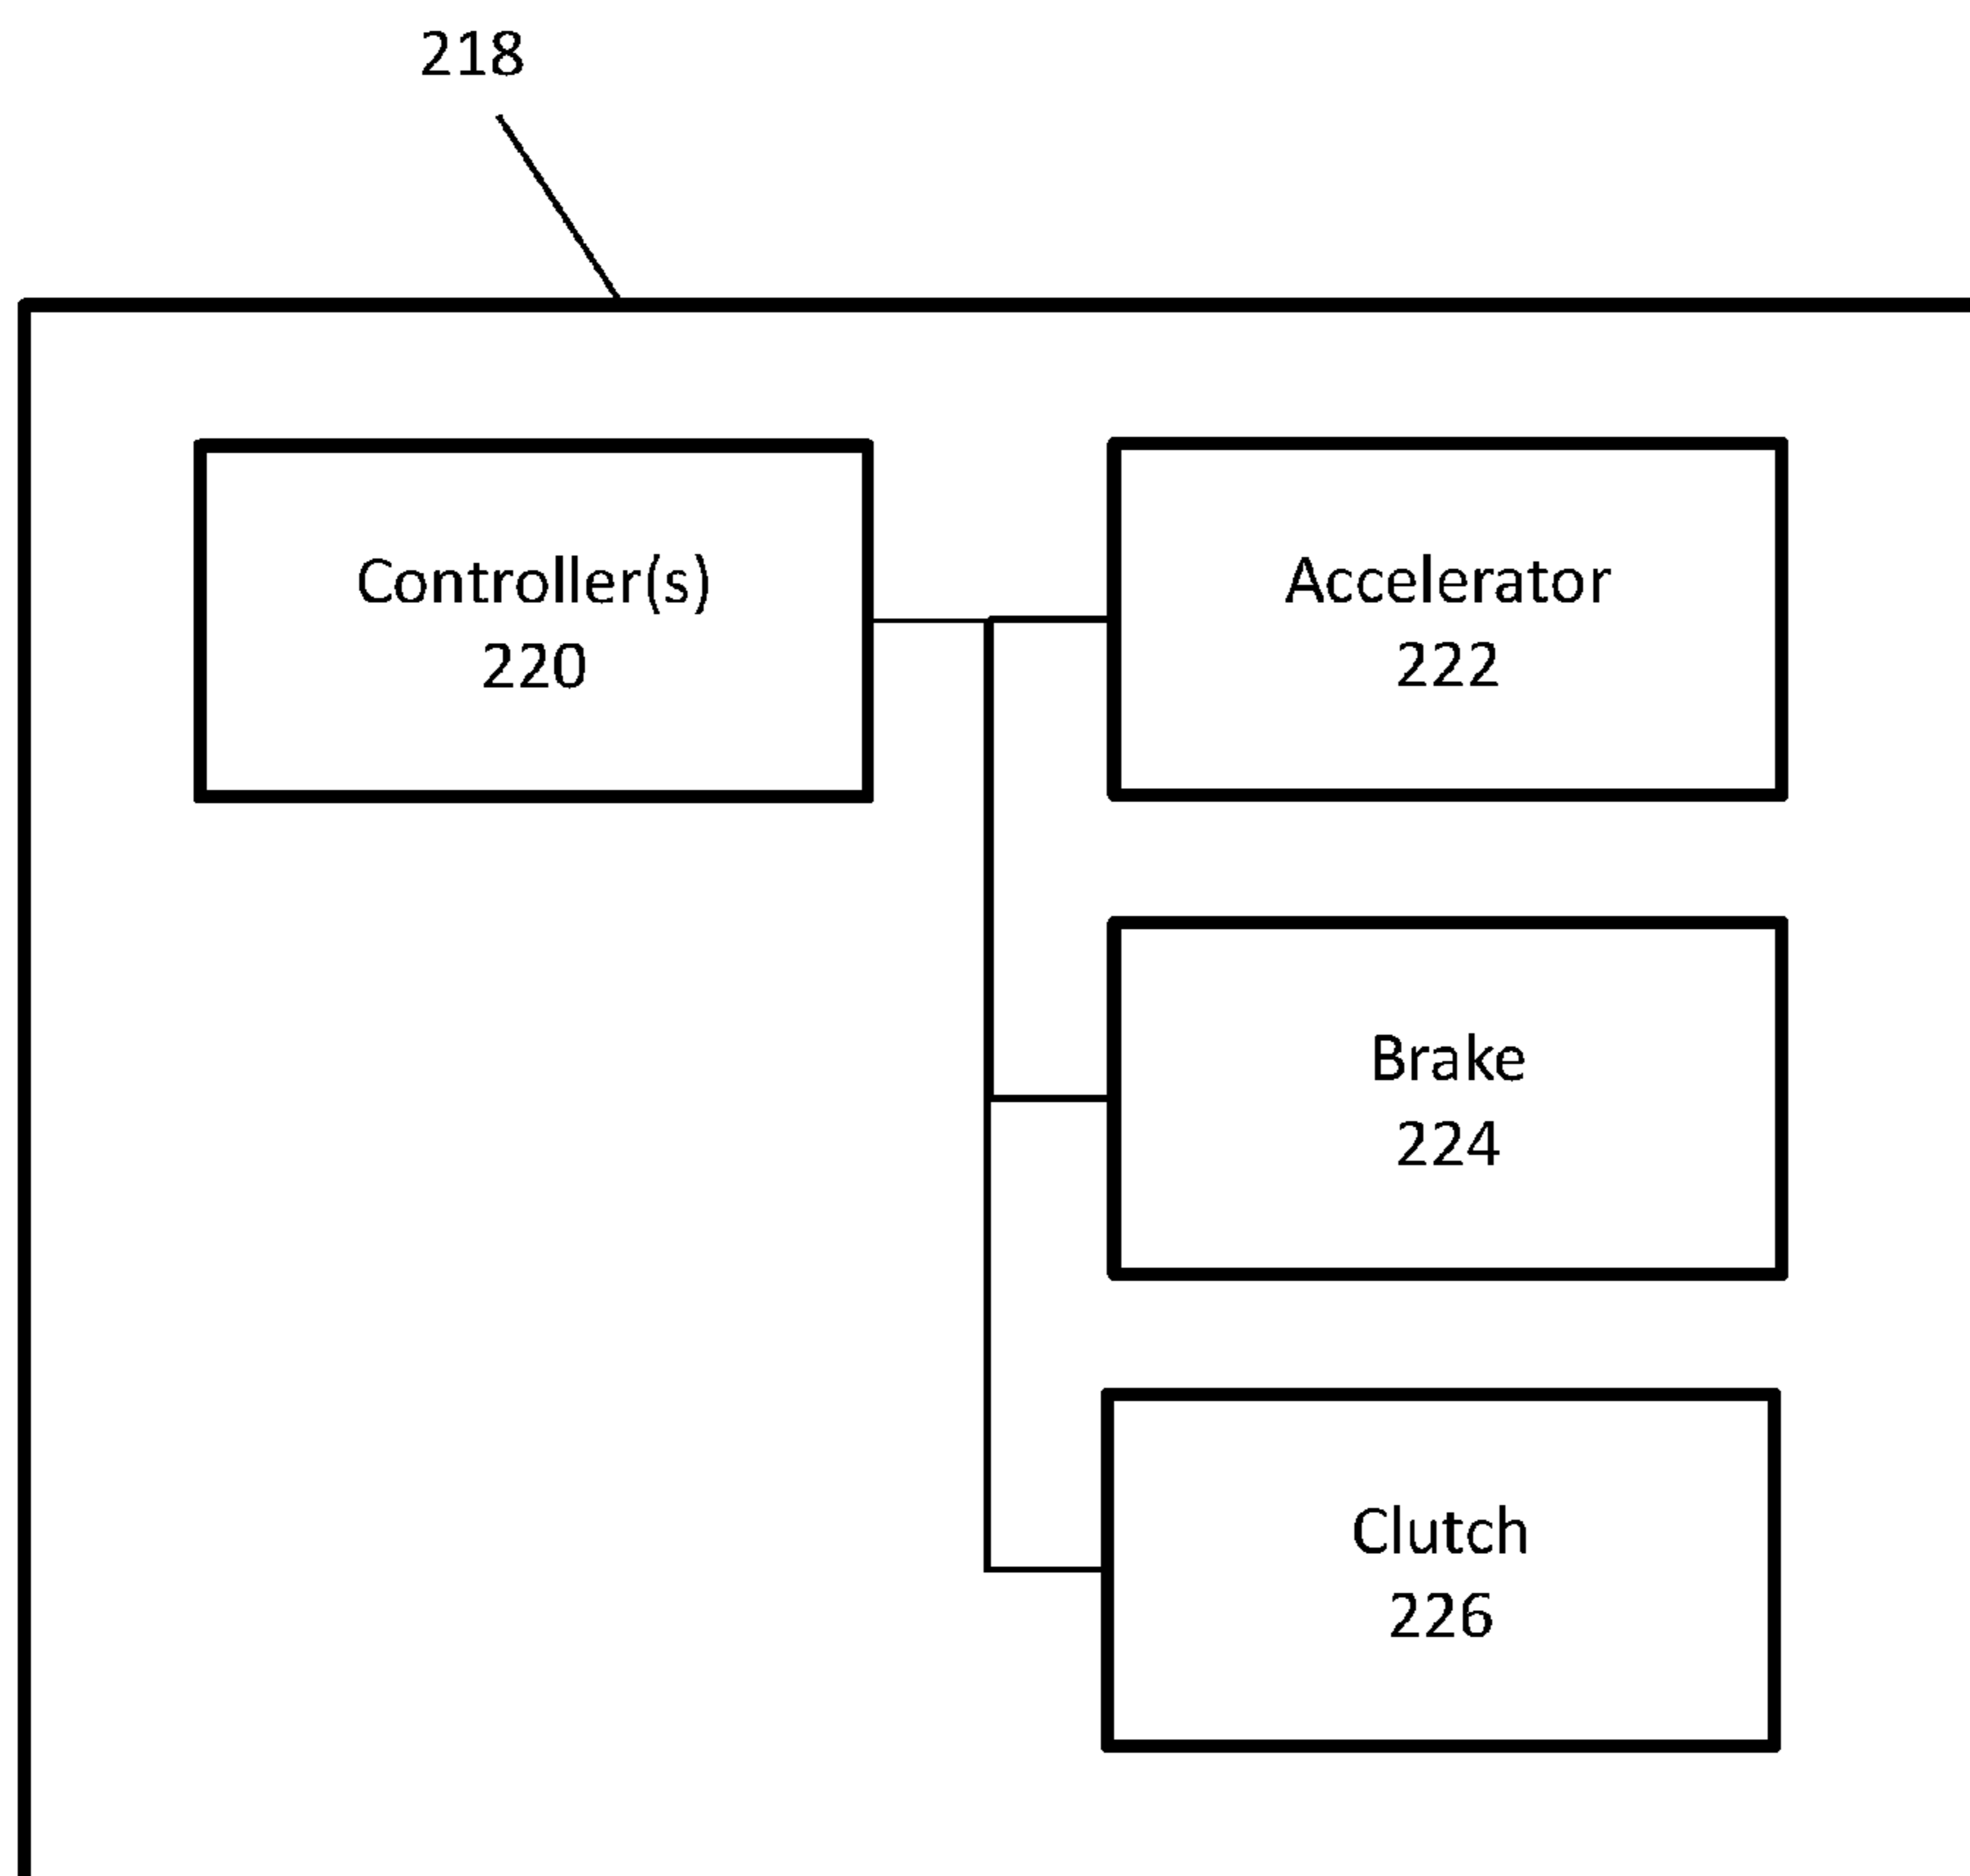 218
Controller(s)
220
Accelerator
222
Brake
224
Clutch
226